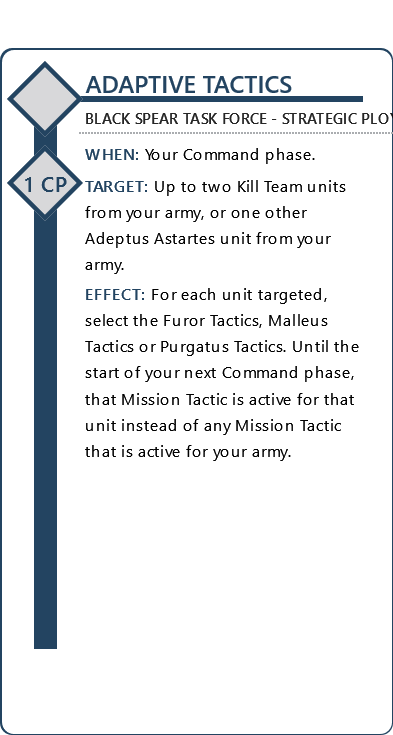 ADAPTIVE TACTICS
BLACK SPEAR TASK FORCE - STRATEGIC PLOY
WHEN: Your Command phase.
1 CP
TARGET: Up to two Kill Team units
from your army, or one other
Adeptus Astartes unit from your
army.
EFFECT: For each unit targeted,
select the Furor Tactics, Malleus
Tactics or Purgatus Tactics. Until the
start of your next Command phase,
that Mission Tactic is active for that
unit instead of any Mission Tactic
that is active for your army.